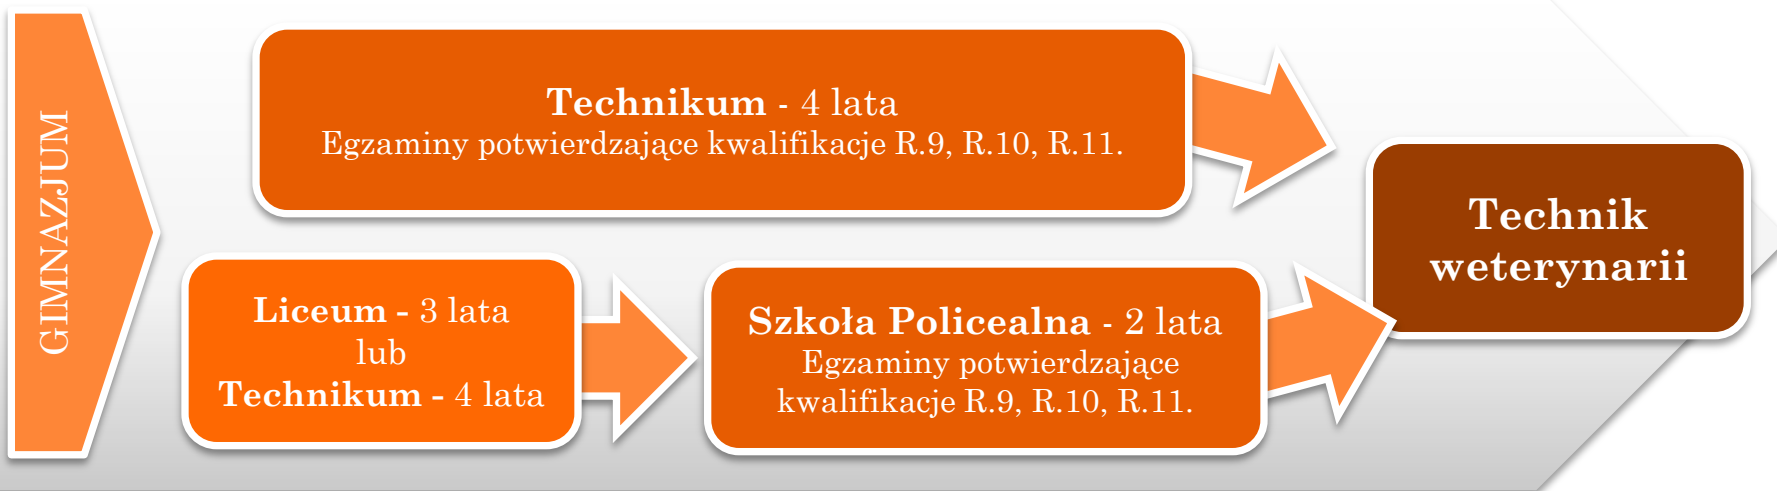 GIMNAZJUM
Technikum - 4 lata
Egzaminy potwierdzające kwalifikacje R.9, R.10, R.11.
Liceum - 3 lata
lub
Technikum - 4 lata
Szkoła Policealna - 2 lata
Egzaminy potwierdzające
kwalifikacje R.9, R.10, R.11.
Technik
weterynarii